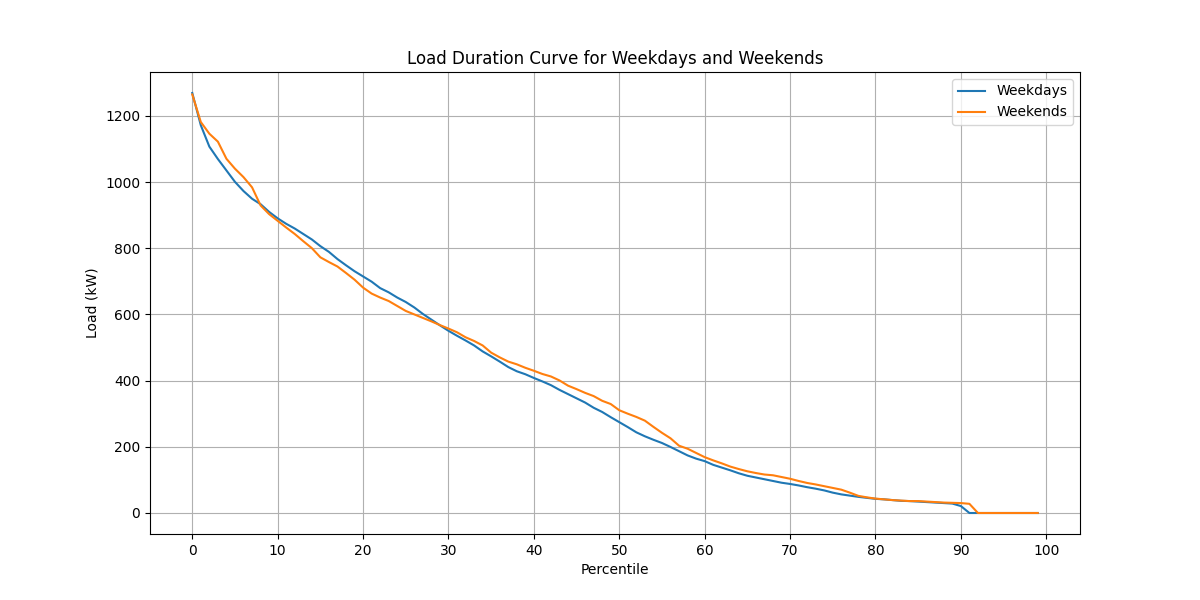 Load Duration Curve for Weekdays and Weekends
Weekdays
Weekends
Load (kW)
1200
1000
800
600
400
200
0
0 10 20 30 40 50 60 70 80 90 100
Percentile